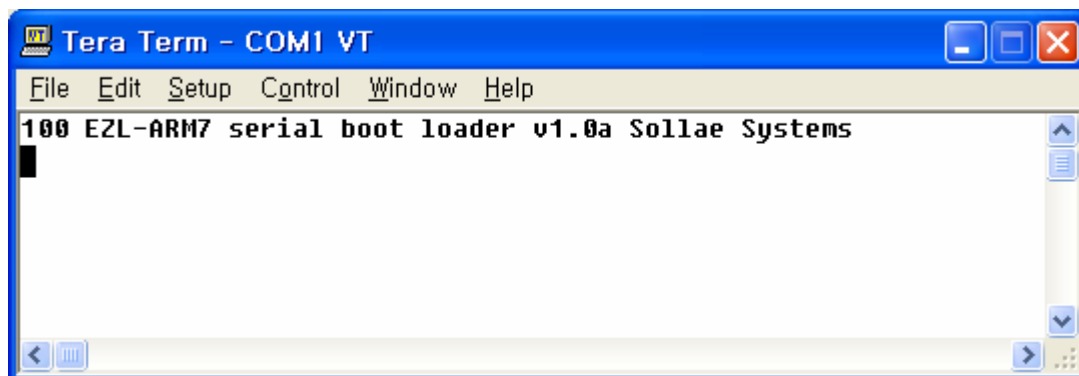 Tera Term - COM1 VT
File Edit Setup Control Window Help
100 EZL-ARM7 serial boot loader v1.0a Sollae Systems